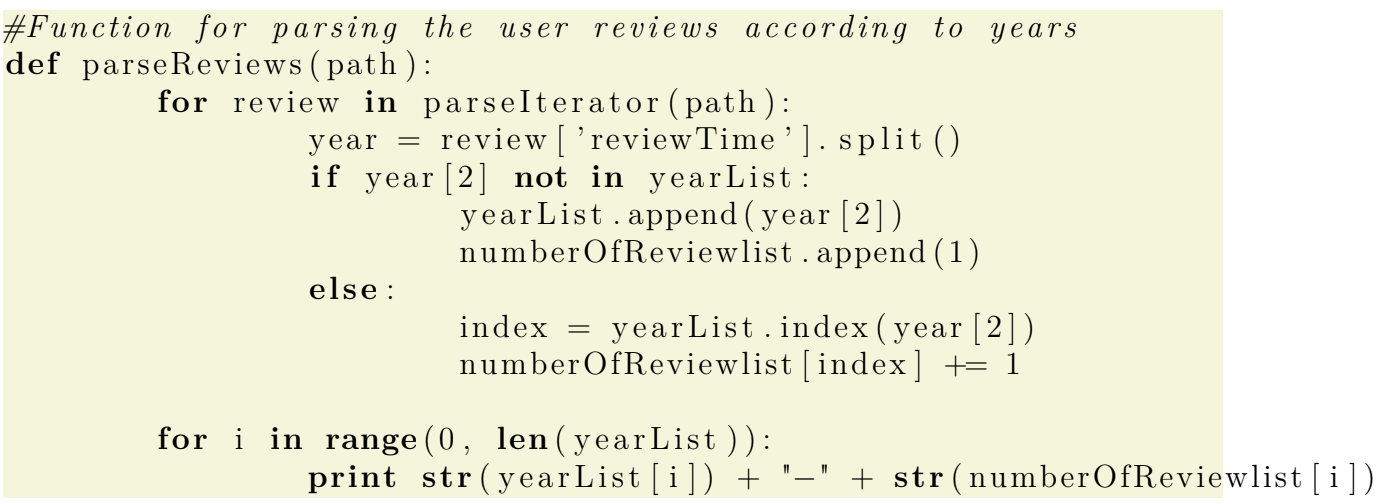 #Function for parsing the user reviews according to years
def parseReviews(path):
for review in parseIterator(path):
year = review['reviewTime'].split()
if year[2] not in yearList:
yearList.append(year[2])
numberOfReviewlist.append(1)
else:
index = yearList.index(year[2])
numberOfReviewlist[index] += 1
for i in range(0, len(yearList)):
print str(yearList[i]) + "-" + str(numberOfReviewlist[i])